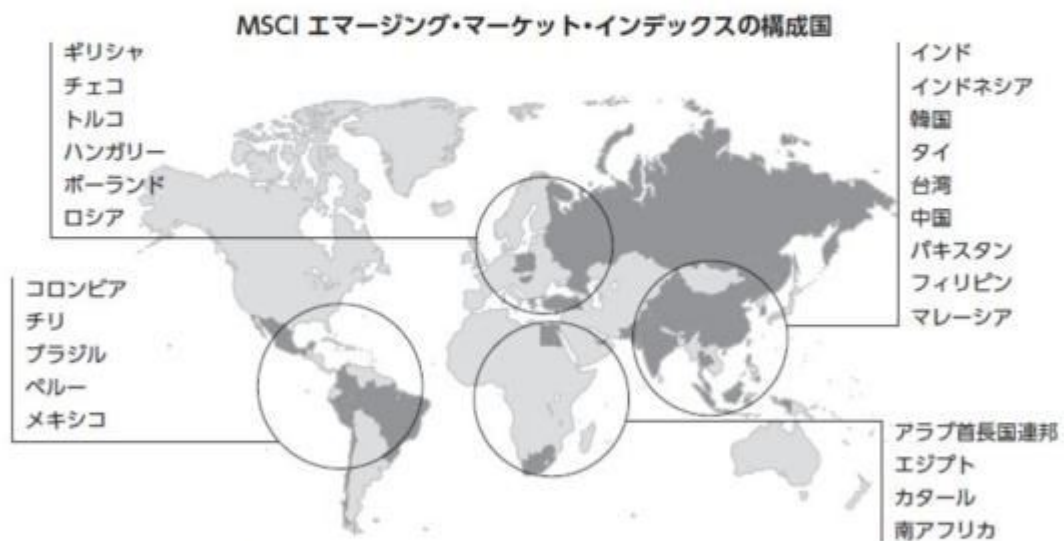 MSCI エマージング・マーケット・インデックスの構成国
ギリシャ
チェコ
トルコ
ハンガリー
ポーランド
ロシア
コロンビア
チリ
ブラジル
ペルー
メキシコ
インド
インドネシア
韓国
タイ
台湾
中国
パキスタン
フィリピン
マレーシア
アラブ首長国連邦
エジプト
カタール
南アフリカ